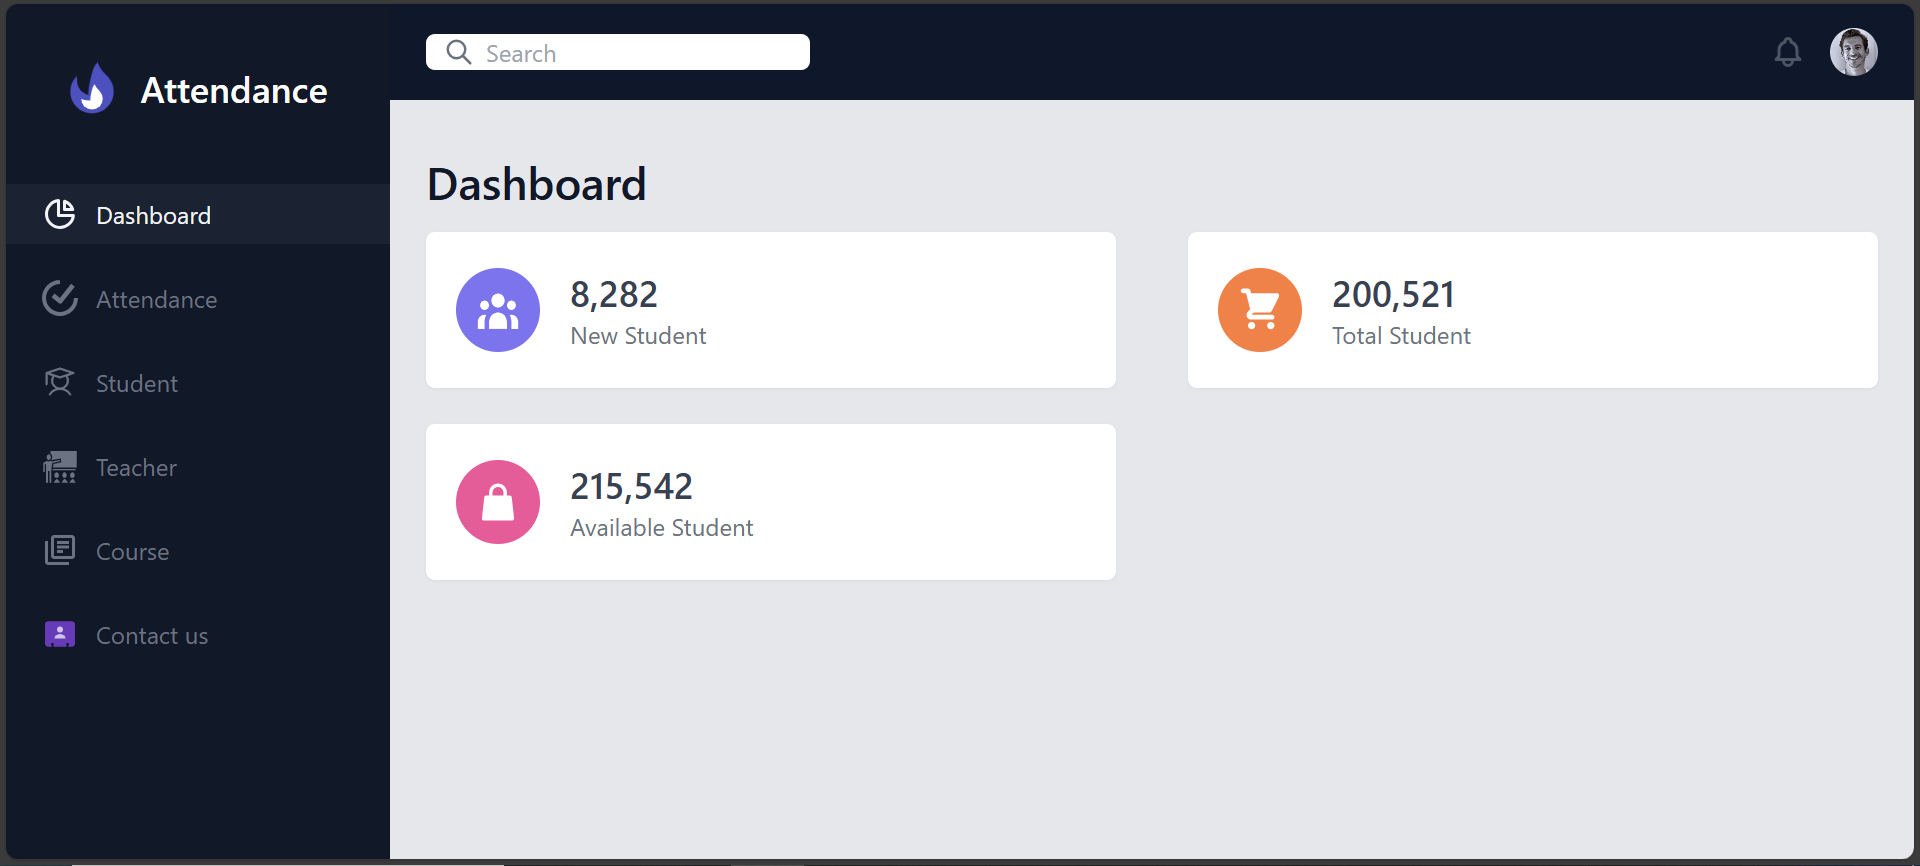 Attendance
Search
Dashboard
Attendance
Student
Teacher
Course
Contact us
Dashboard
8,282
New Student
200,521
Total Student
215,542
Available Student